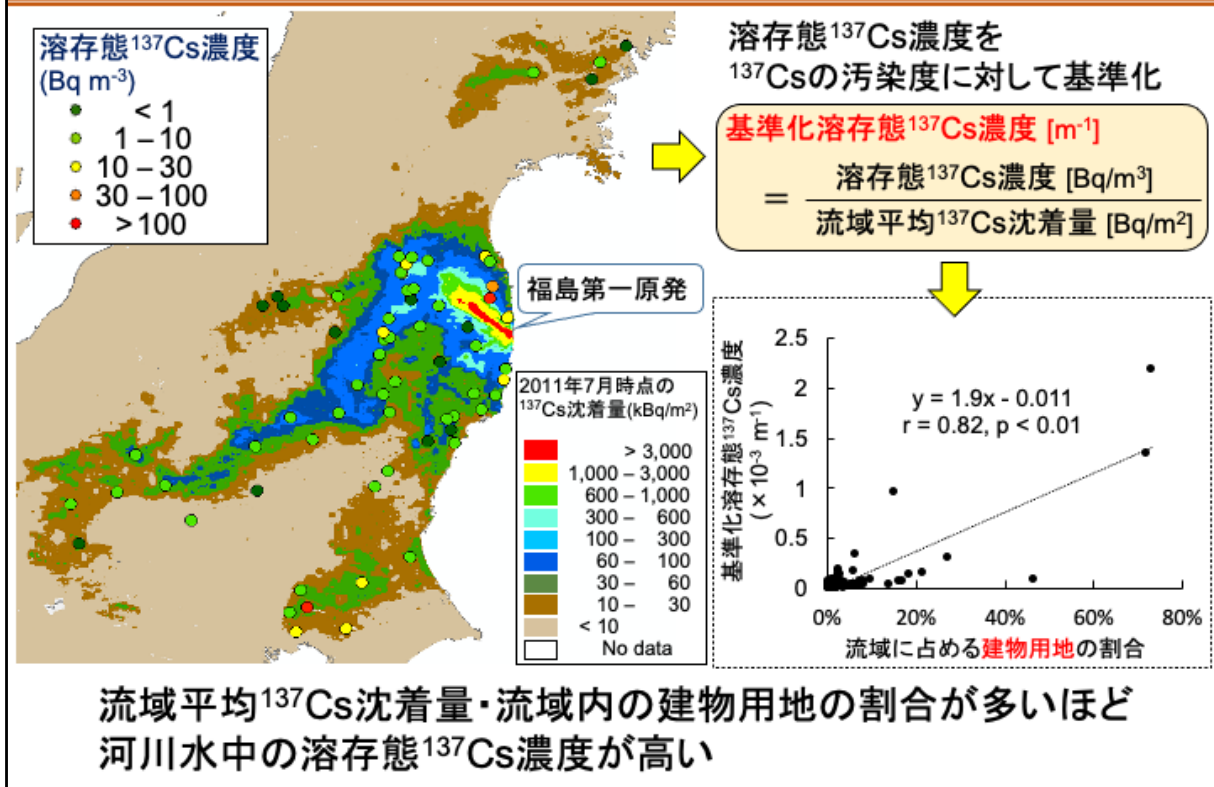 溶存態¹³⁷Cs濃度
(Bq m⁻³)
< 1
1 – 10
10 – 30
30 – 100
> 100
福島第一原発
2011年7月時点の
¹³⁷Cs沈着量(kBq/m²)
> 3,000
1,000 – 3,000
600 – 1,000
300 – 600
100 – 300
60 – 100
30 – 60
10 – 30
< 10
No data
溶存態¹³⁷Cs濃度を
¹³⁷Csの汚染度に対して基準化
基準化溶存態¹³⁷Cs濃度 [m⁻¹]
= 溶存態¹³⁷Cs濃度 [Bq/m³]
流域平均¹³⁷Cs沈着量 [Bq/m²]
基準化溶存態¹³⁷Cs濃度
(×10⁻³ m⁻¹)
2.5
2
1.5
1
0.5
0
y = 1.9x - 0.011
r = 0.82, p < 0.01
0% 20% 40% 60% 80%
流域に占める建物用地の割合
流域平均¹³⁷Cs沈着量・流域内の建物用地の割合が多いほど
河川水中の溶存態¹³⁷Cs濃度が高い